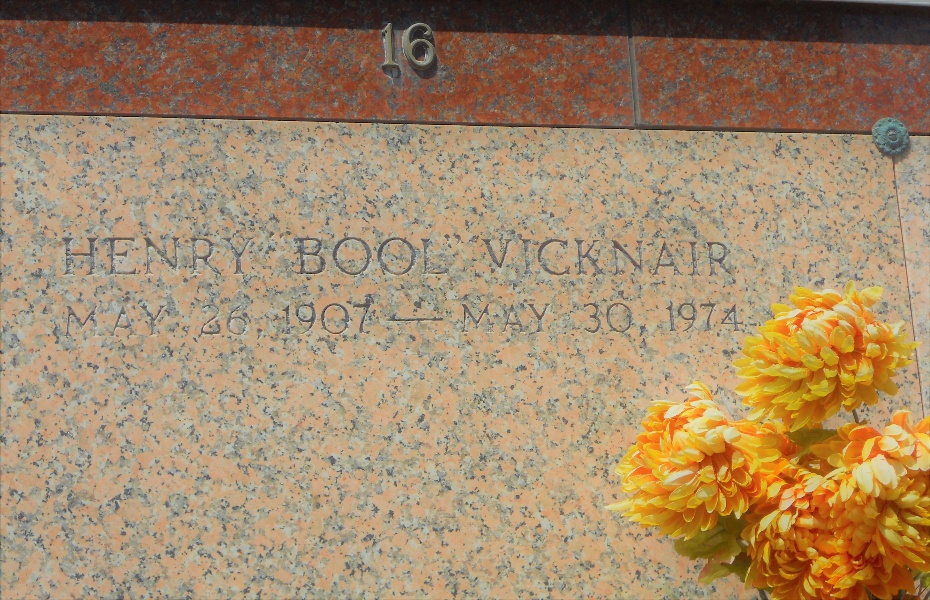 16
HENRY "BOOL" VICKNAIR
MAY 26, 1907 — MAY 30, 1974